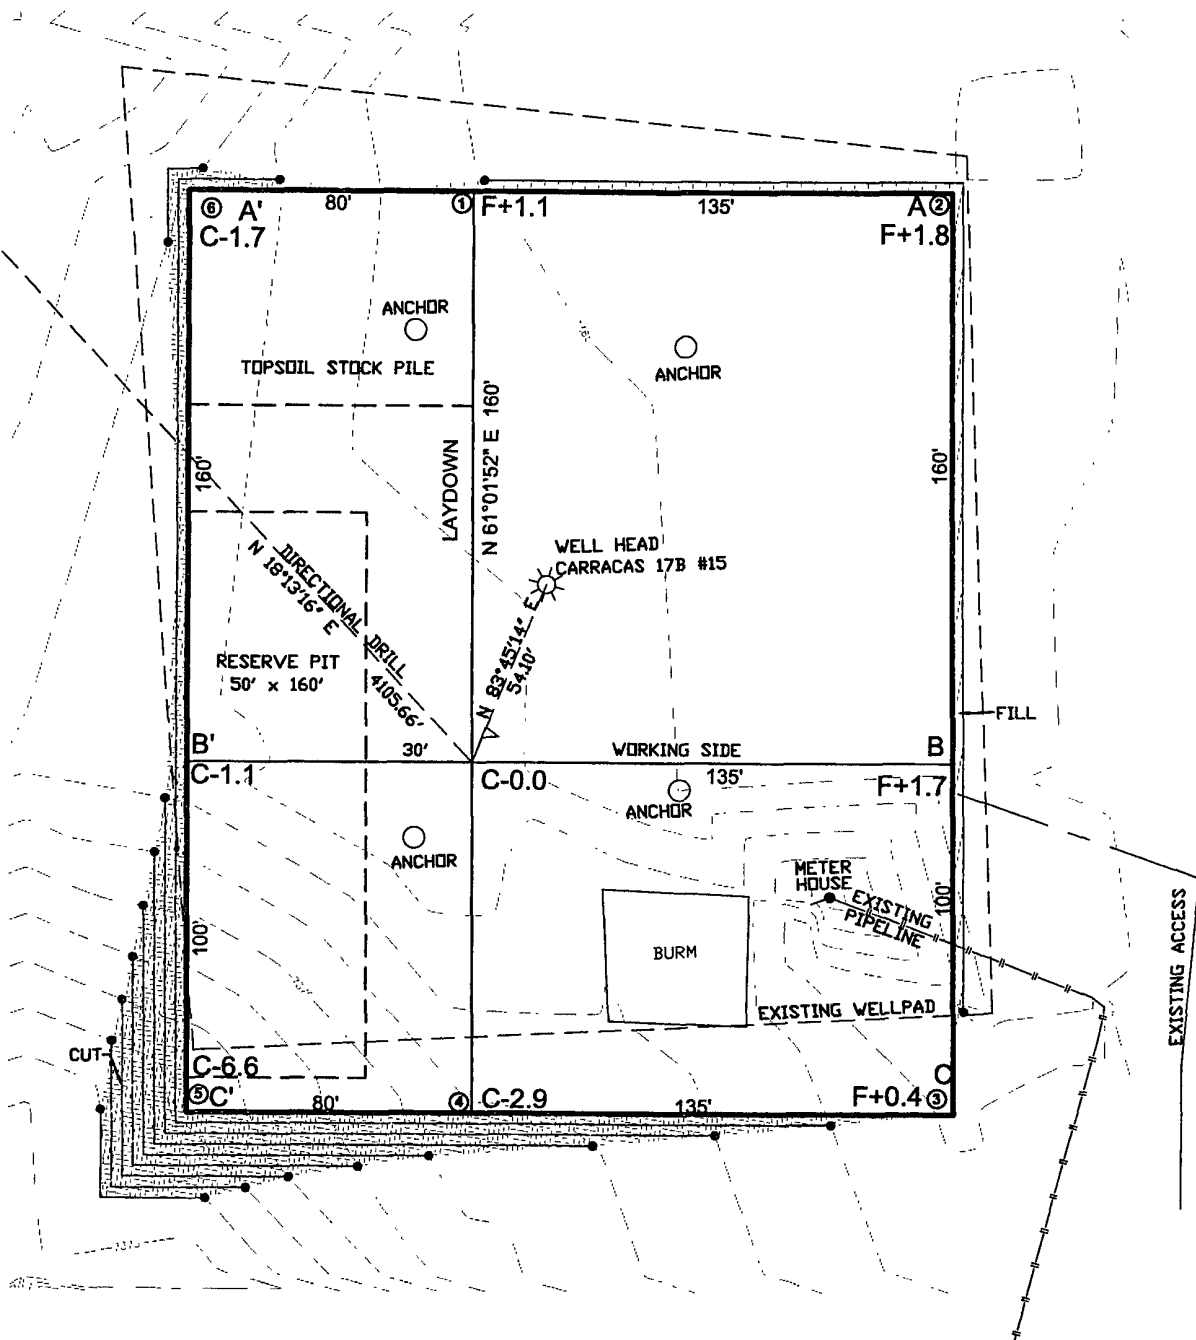 ⑥ A' 80' ① F+1.1 135' A ②
C-1.7 F+1.8
ANCHOR
ANCHOR
TOPSOIL STOCK PILE
160'
LAYDOWN
N 61°01'52" E 160'
160'
WELL HEAD
CARRACAS 17B #15
DIRECTIONAL DRILL
N 18°13'16" E
4105.66'
N 83°45'14" E
54.10'
RESERVE PIT
50' x 160'
FILL
B' 30' WORKING SIDE B
C-1.1 C-0.0 135' F+1.7
ANCHOR
ANCHOR
METER
HOUSE
EXISTING
PIPELINE
100'
100'
BURM
EXISTING WELLPAD
EXISTING ACCESS
CUT
C-6.6 C
⑤ C' 80' ④ C-2.9 135' F+0.4 ③